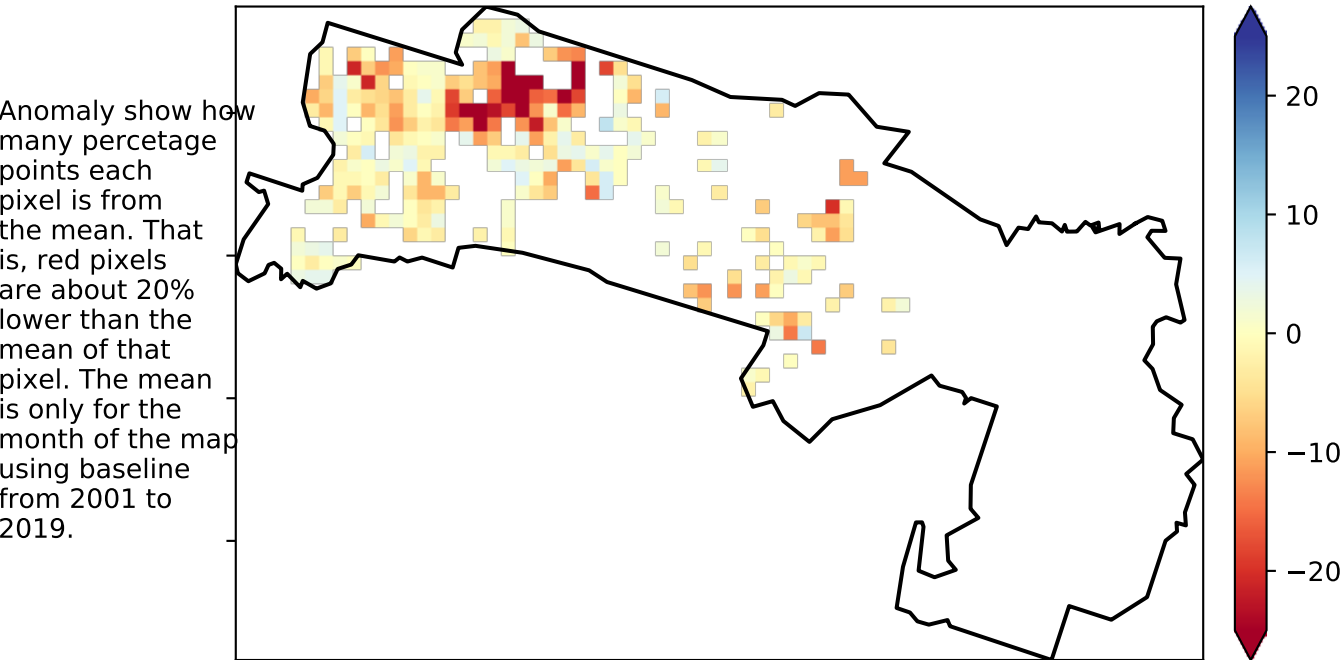 Anomaly show how
many percetage
points each
pixel is from
the mean. That
is, red pixels
are about 20%
lower than the
mean of that
pixel. The mean
is only for the
month of the map
using baseline
from 2001 to
2019.
20
10
0
−10
−20